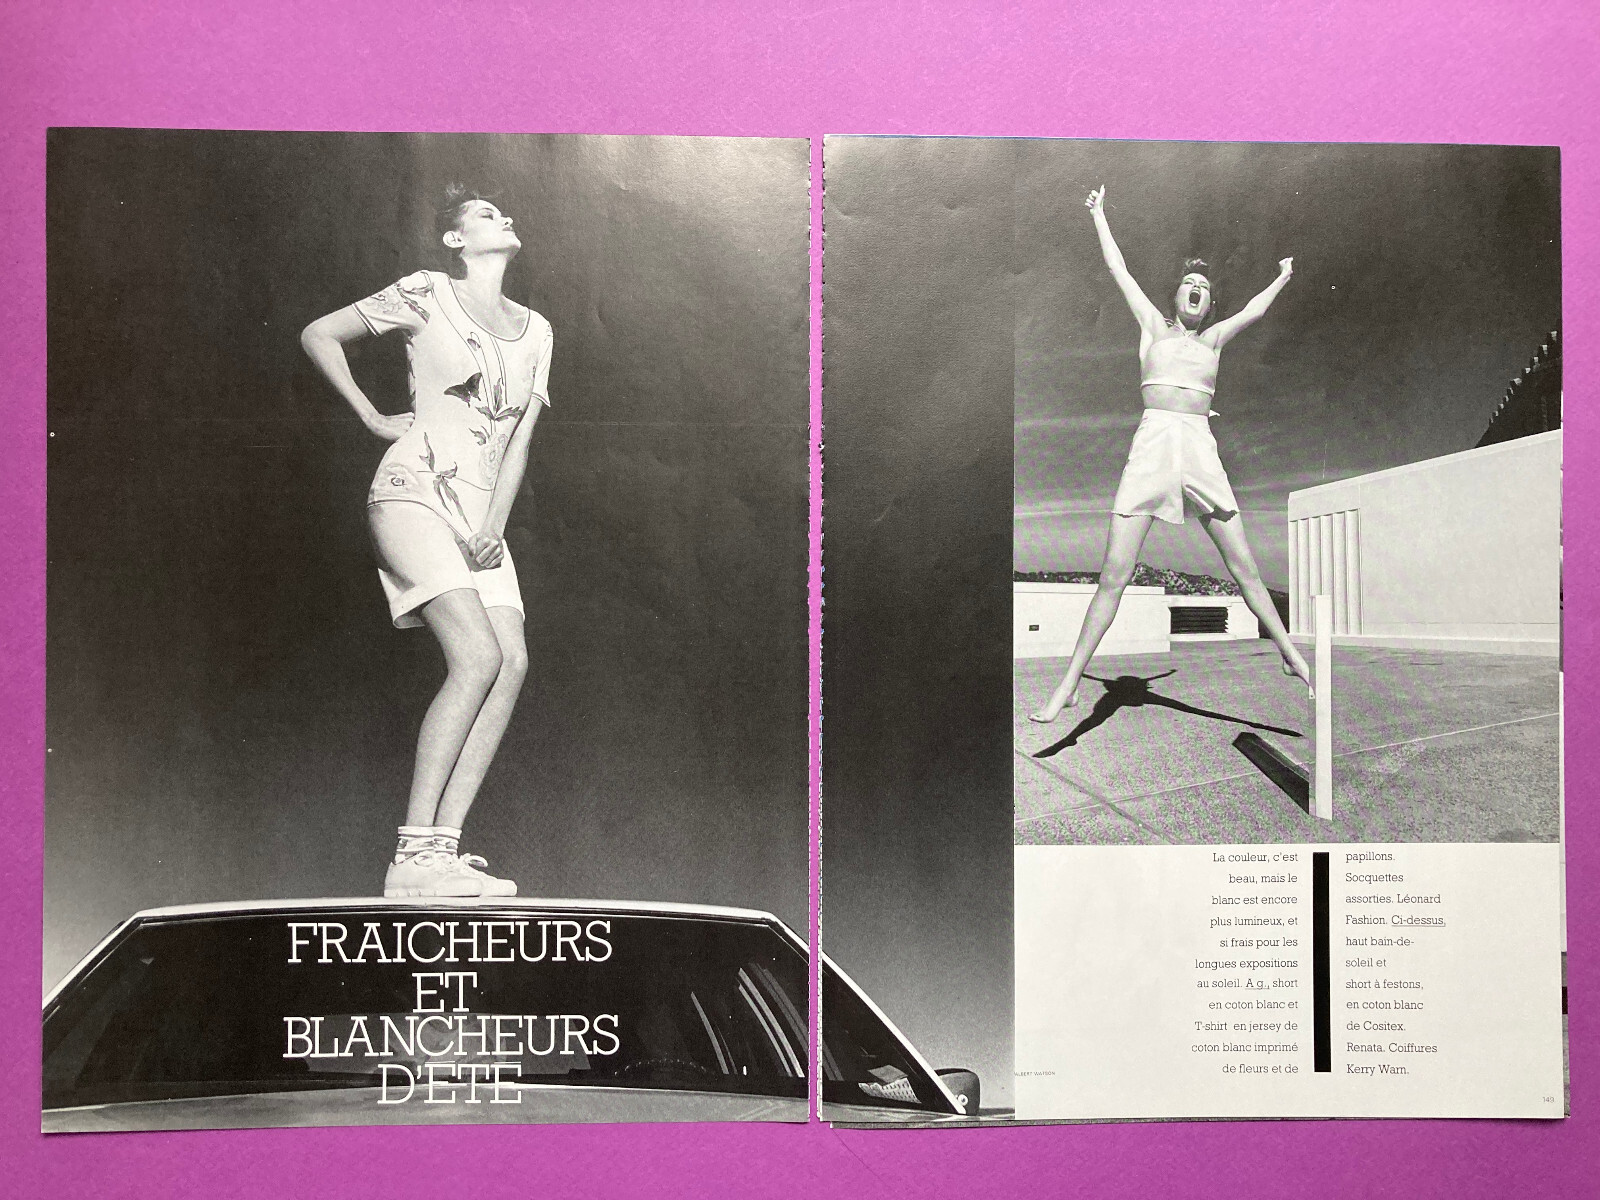 FRAICHEURS
ET
BLANCHEURS
D'ETE
La couleur, c'est
beau, mais le
blanc est encore
plus lumineux, et
si frais pour les
longues expositions
au soleil. A g., short
en coton blanc et
T-shirt en jersey de
coton blanc imprimé
de fleurs et de
papillons.
Socquettes
assorties. Léonard
Fashion. Ci-dessus,
haut bain-de-
soleil et
short à festons,
en coton blanc
de Cositex.
Renata. Coiffures
Kerry Warn.
ALBERT WATSON
149